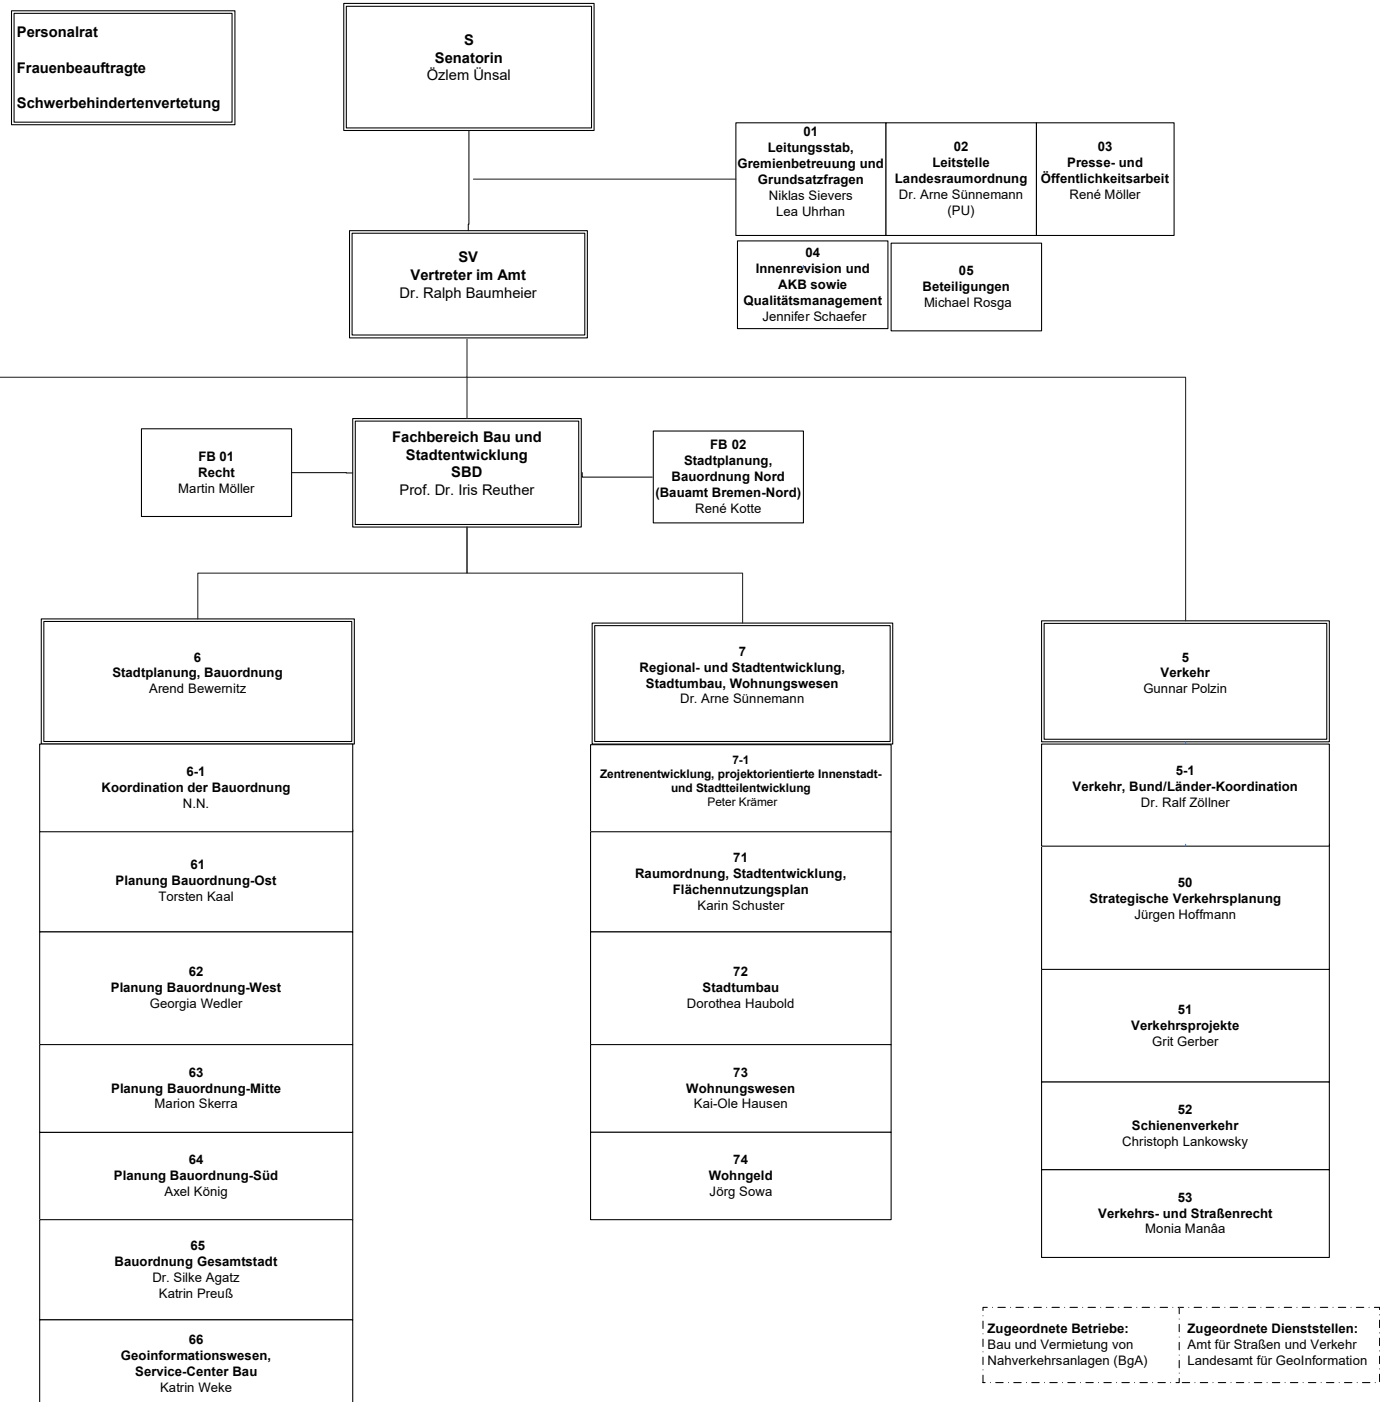 Personalrat
Frauenbeauftragte
Schwerbehindertenvertetung
S
Senatorin
Özlem Ünsal
01
Leitungsstab,
Gremienbetreuung und
Grundsatzfragen
Niklas Sievers
Lea Uhrhan
02
Leitstelle
Landesraumordnung
Dr. Arne Sünnemann
(PU)
03
Presse- und
Öffentlichkeitsarbeit
René Möller
SV
Vertreter im Amt
Dr. Ralph Baumheier
04
Innenrevision und
AKB sowie
Qualitätsmanagement
Jennifer Schaefer
05
Beteiligungen
Michael Rosga
FB 01
Recht
Martin Möller
Fachbereich Bau und
Stadtentwicklung
SBD
Prof. Dr. Iris Reuther
FB 02
Stadtplanung,
Bauordnung Nord
(Bauamt Bremen-Nord)
René Kotte
6
Stadtplanung, Bauordnung
Arend Bewernitz
6-1
Koordination der Bauordnung
N.N.
61
Planung Bauordnung-Ost
Torsten Kaal
62
Planung Bauordnung-West
Georgia Wedler
63
Planung Bauordnung-Mitte
Marion Skerra
64
Planung Bauordnung-Süd
Axel König
65
Bauordnung Gesamtstadt
Dr. Silke Agatz
Katrin Preuß
66
Geoinformationswesen,
Service-Center Bau
Katrin Weke
7
Regional- und Stadtentwicklung,
Stadtumbau, Wohnungswesen
Dr. Arne Sünnemann
7-1
Zentrenentwicklung, projektorientierte Innenstadt-
und Stadtteilentwicklung
Peter Krämer
71
Raumordnung, Stadtentwicklung,
Flächennutzungsplan
Karin Schuster
72
Stadtumbau
Dorothea Haubold
73
Wohnungswesen
Kai-Ole Hausen
74
Wohngeld
Jörg Sowa
5
Verkehr
Gunnar Polzin
5-1
Verkehr, Bund/Länder-Koordination
Dr. Ralf Zöllner
50
Strategische Verkehrsplanung
Jürgen Hoffmann
51
Verkehrsprojekte
Grit Gerber
52
Schienenverkehr
Christoph Lankowsky
53
Verkehrs- und Straßenrecht
Monia Manâa
Zugeordnete Betriebe:
Bau und Vermietung von
Nahverkehrsanlagen (BgA)
Zugeordnete Dienststellen:
Amt für Straßen und Verkehr
Landesamt für GeoInformation